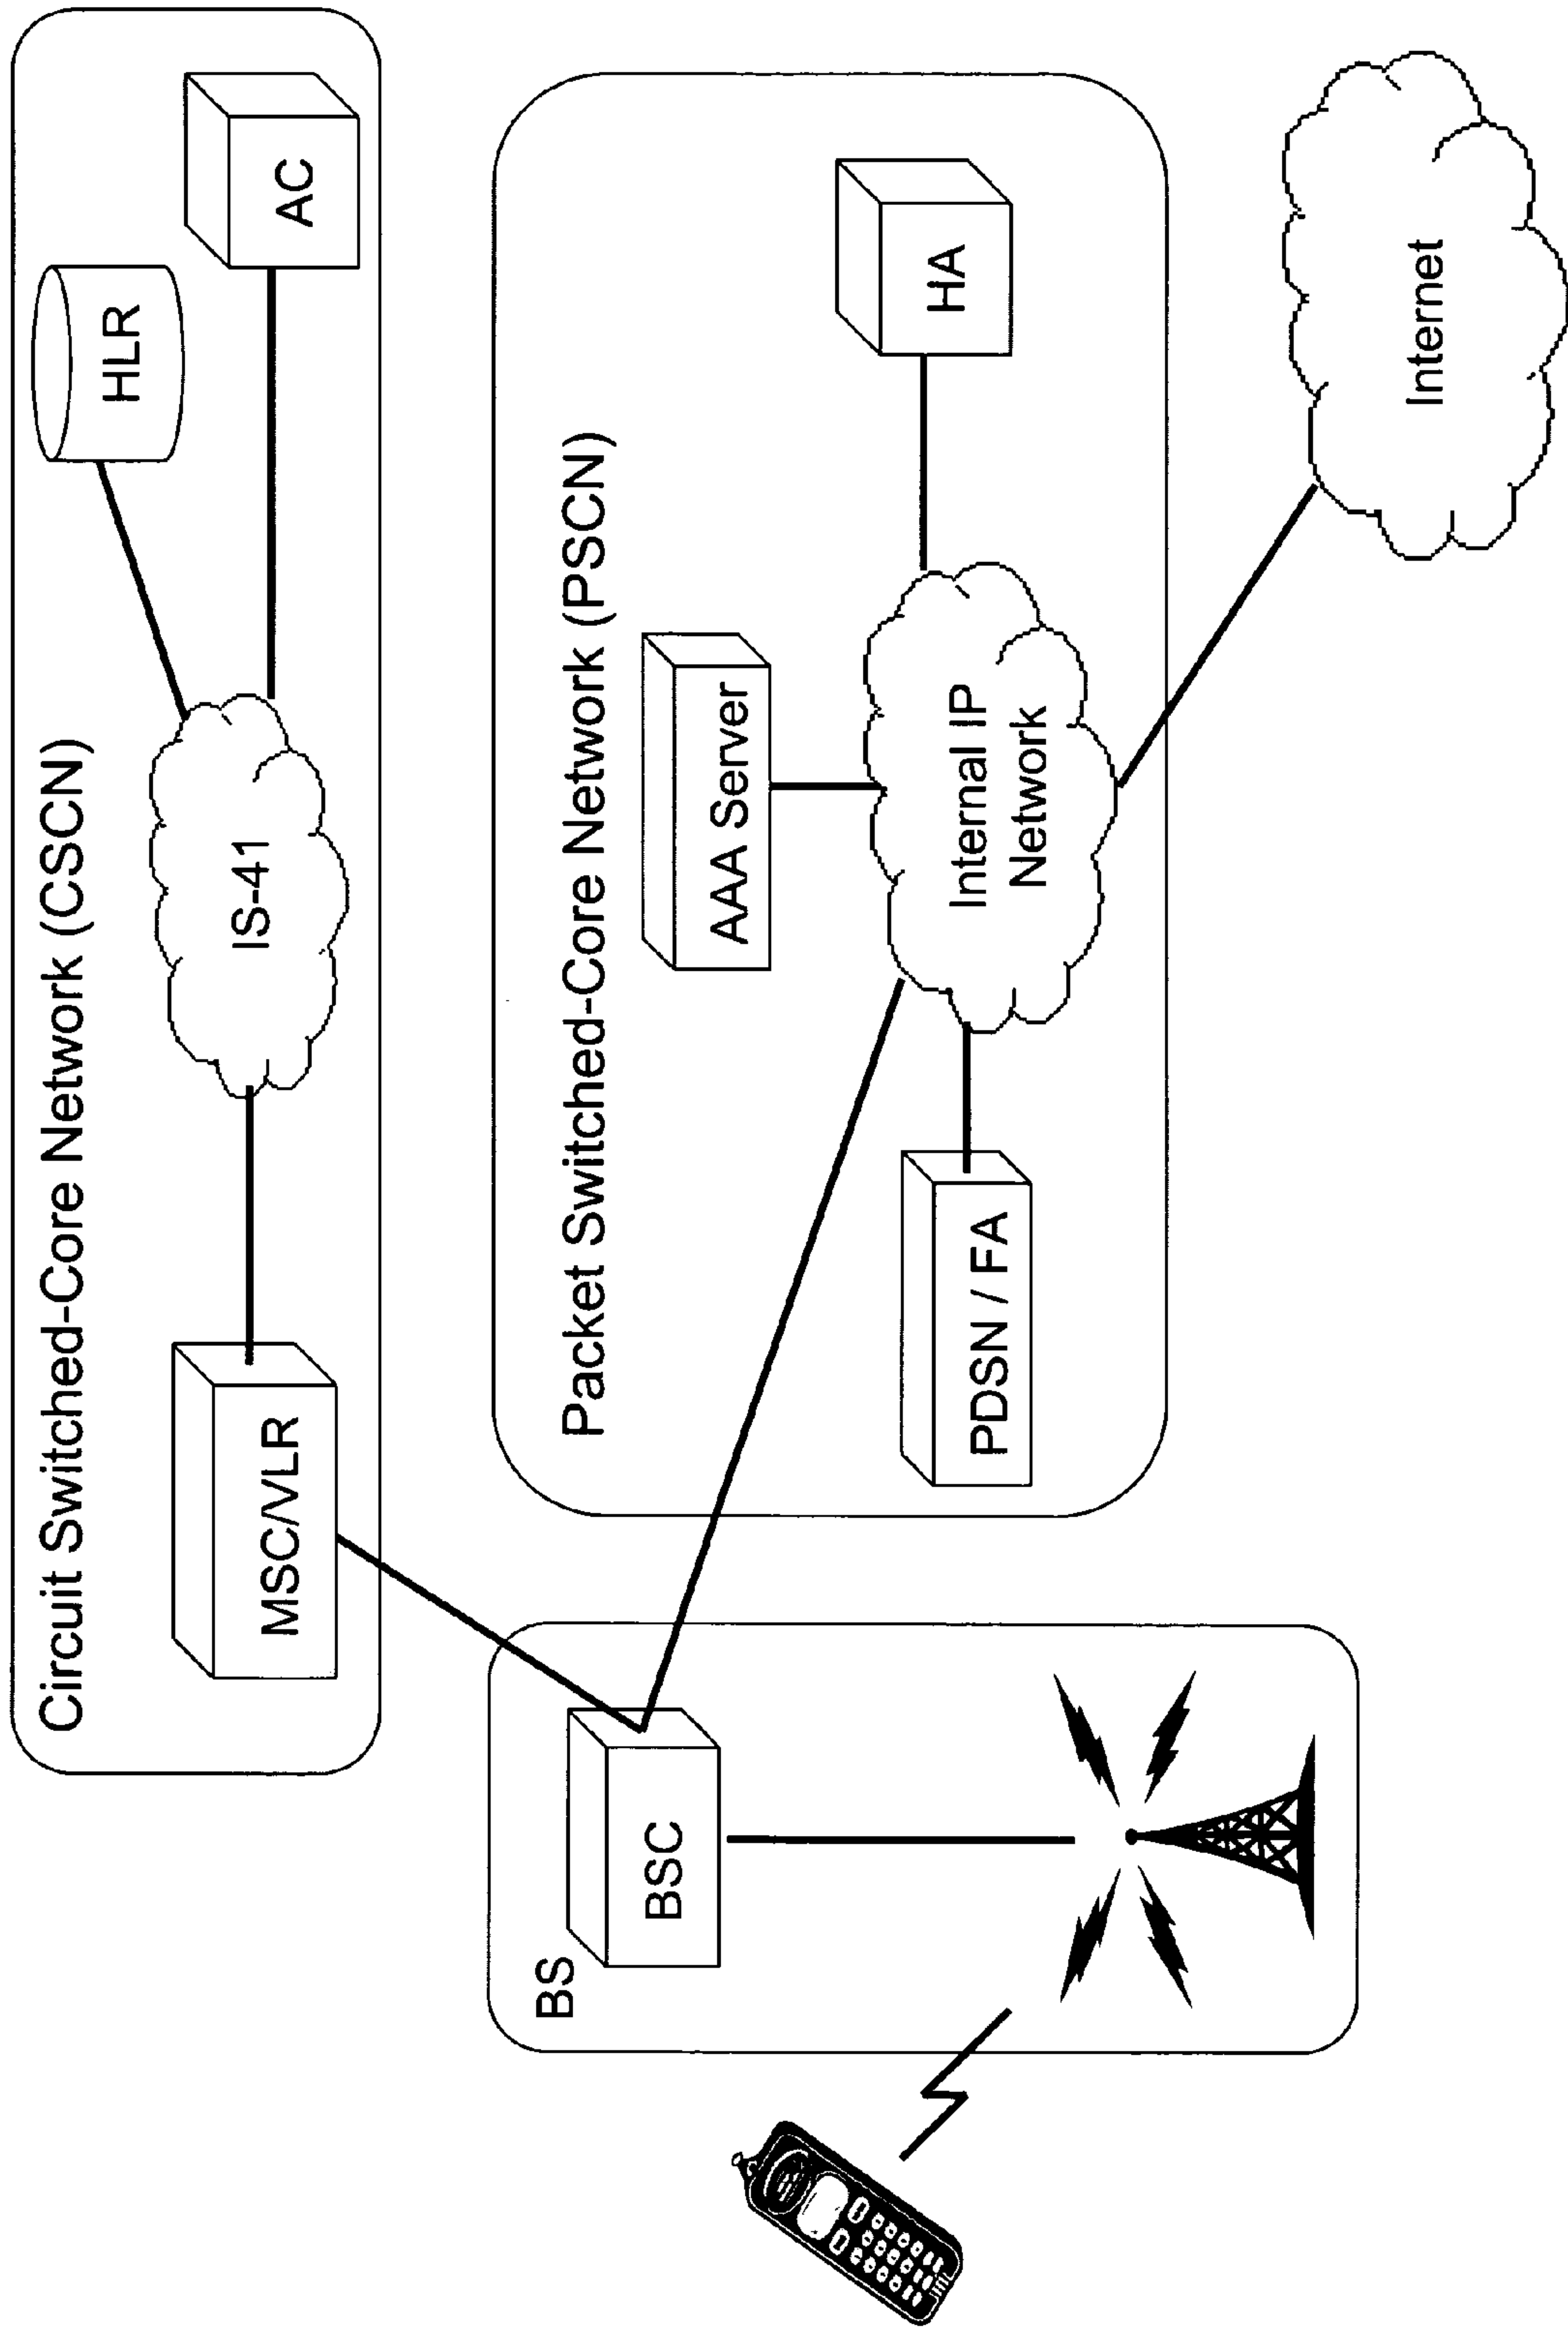 Circuit Switched-Core Network (CSCN)
MSC/VLR
IS-41
HLR
AC
Packet Switched-Core Network (PSCN)
AAA Server
PDSN / FA
Internal IP
Network
HA
BS
BSC
Internet